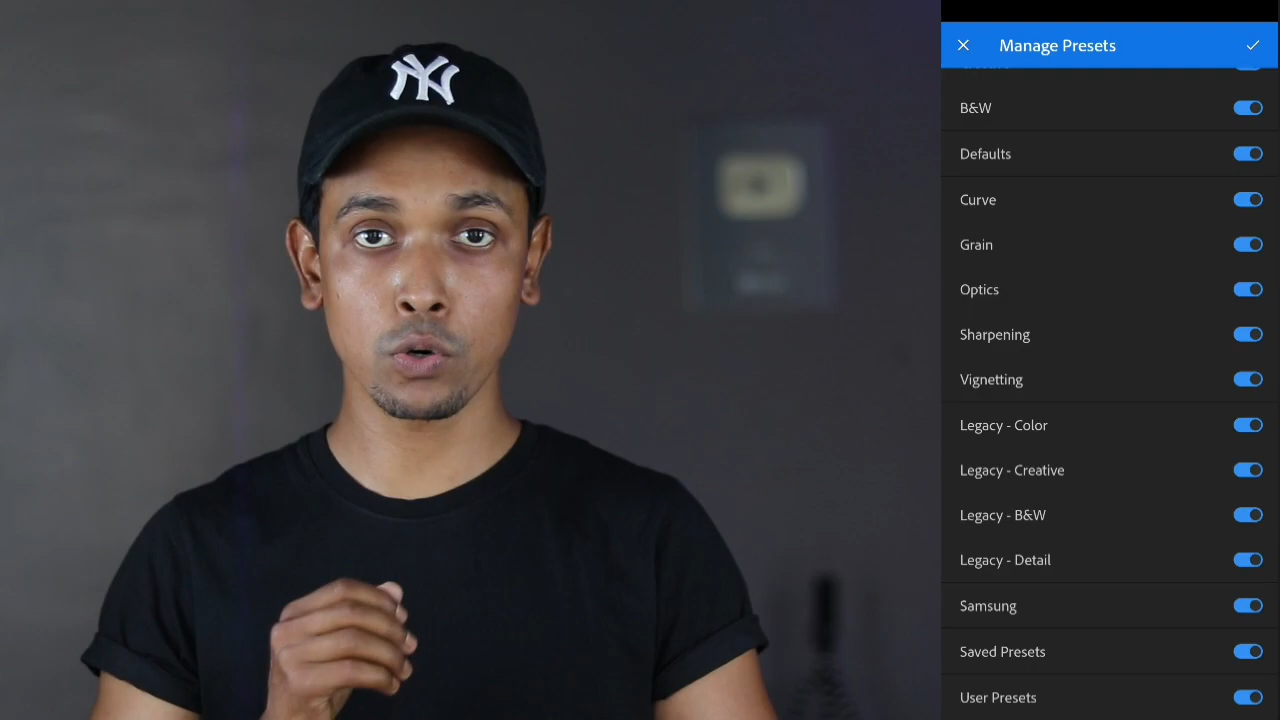 NY
Manage Presets
B&W
Defaults
Curve
Grain
Optics
Sharpening
Vignetting
Legacy - Color
Legacy - Creative
Legacy - B&W
Legacy - Detail
Samsung
Saved Presets
User Presets